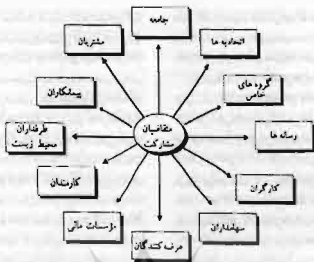 جامعه
اتحادیه ها
گروه های
خاص
رسانه ها
کارگران
سهامداران
عرضه کنندگان
مؤسسات مالی
کارمندان
طرفداران
محیط زیست
پیمانکاران
مشتریان
متقاضیان
مشارکت